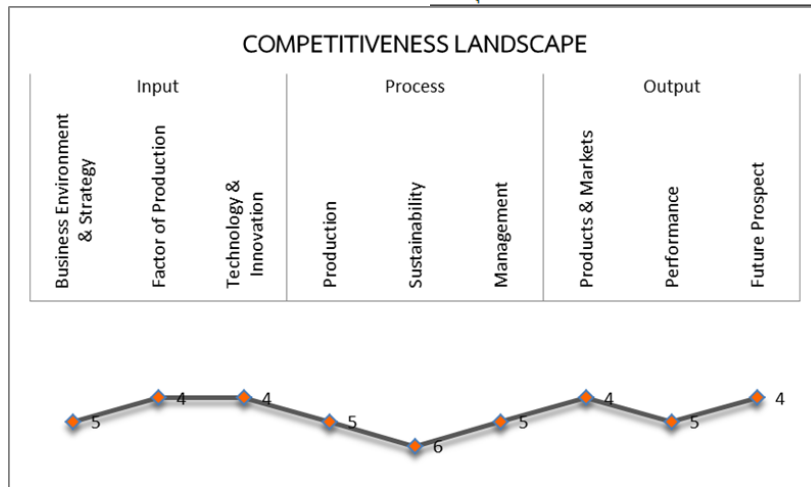 COMPETITIVENESS LANDSCAPE
Input
Process
Output
Business Environment
& Strategy
Factor of Production
Technology &
Innovation
Production
Sustainability
Management
Products & Markets
Performance
Future Prospect
5
4
4
5
6
5
4
5
4